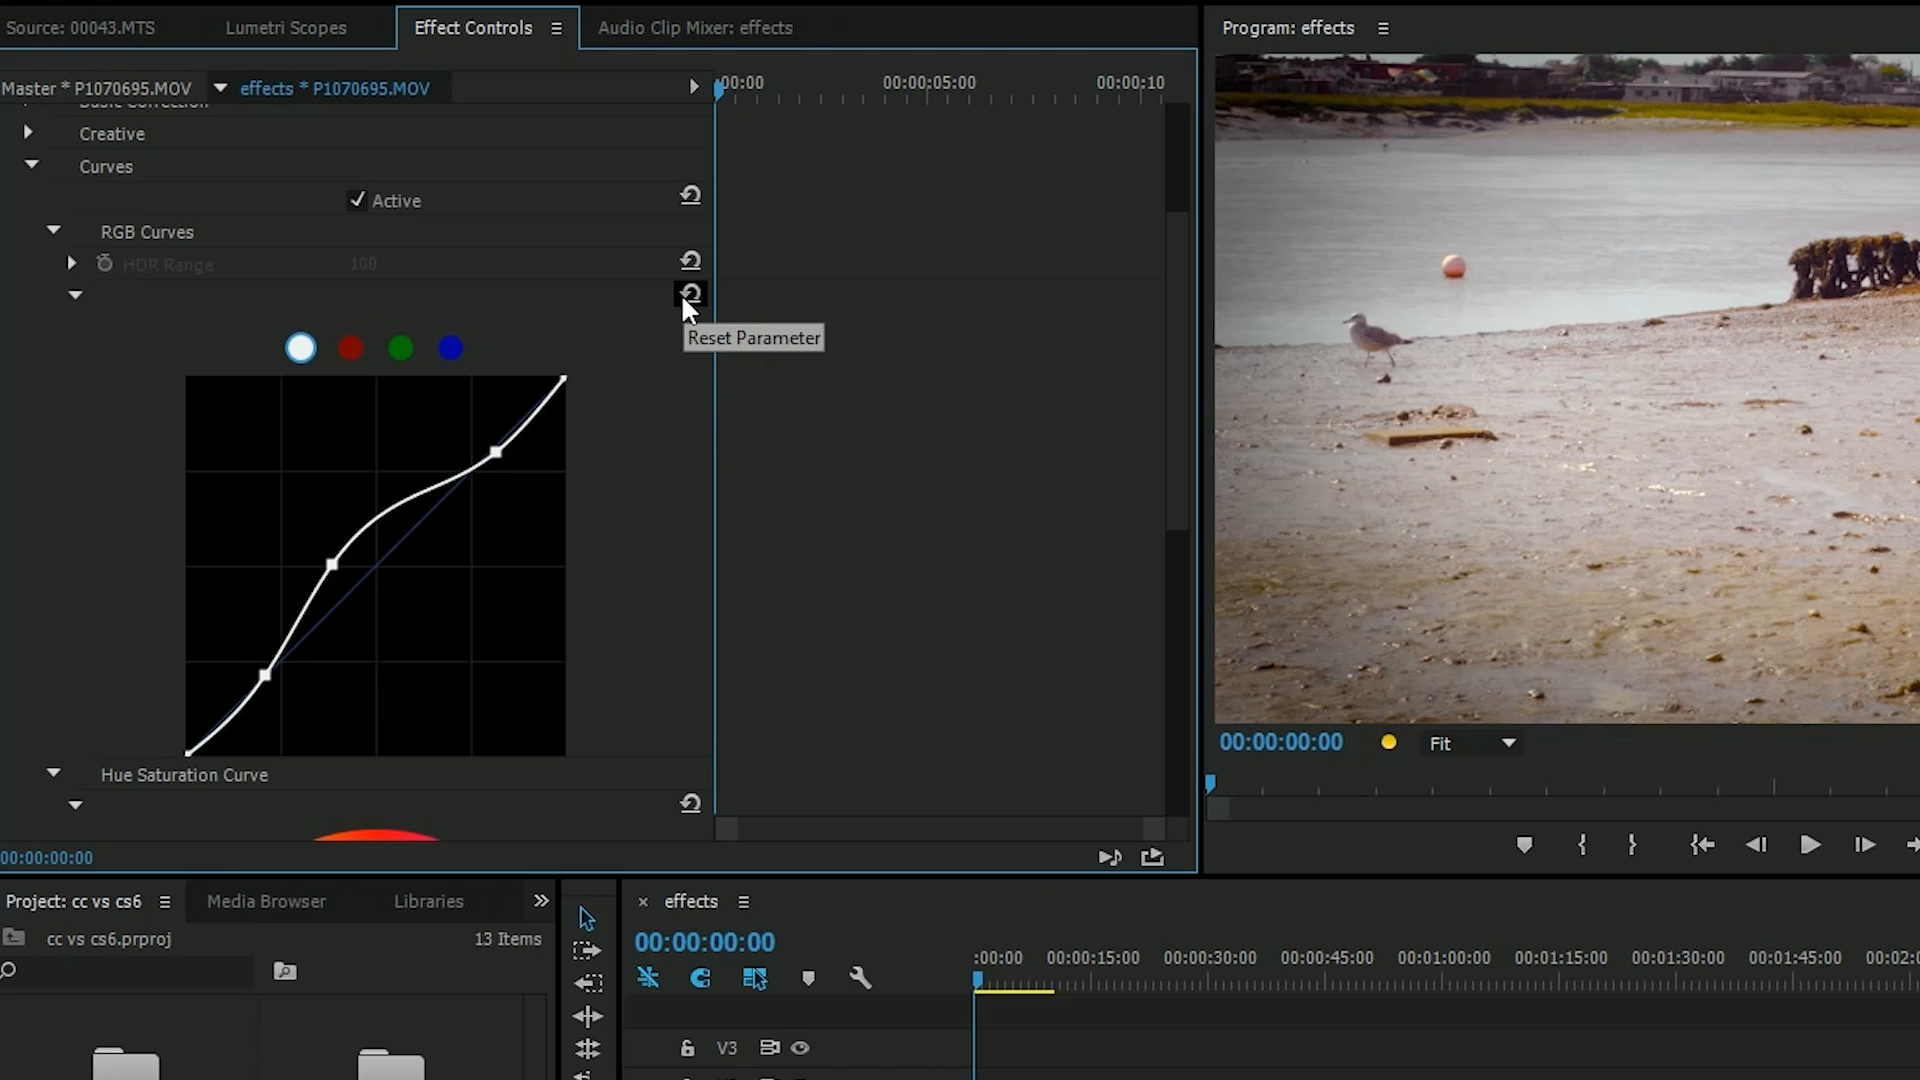 Source: 00043.MTS
Lumetri Scopes
Effect Controls
Audio Clip Mixer: effects
Program: effects
Master * P1070695.MOV
effects * P1070695.MOV
:00:00
00:00:05:00
00:00:10
Basic Correction
Creative
Curves
Active
RGB Curves
HDR Range
100
Reset Parameter
Hue Saturation Curve
00:00:00:00
00:00:00:00
Fit
Project: cc vs cs6
Media Browser
Libraries
effects
cc vs cs6.prproj
13 Items
00:00:00:00
:00:00
00:00:15:00
00:00:30:00
00:00:45:00
00:01:00:00
00:01:15:00
00:01:30:00
00:01:45:00
00:02:0
V3